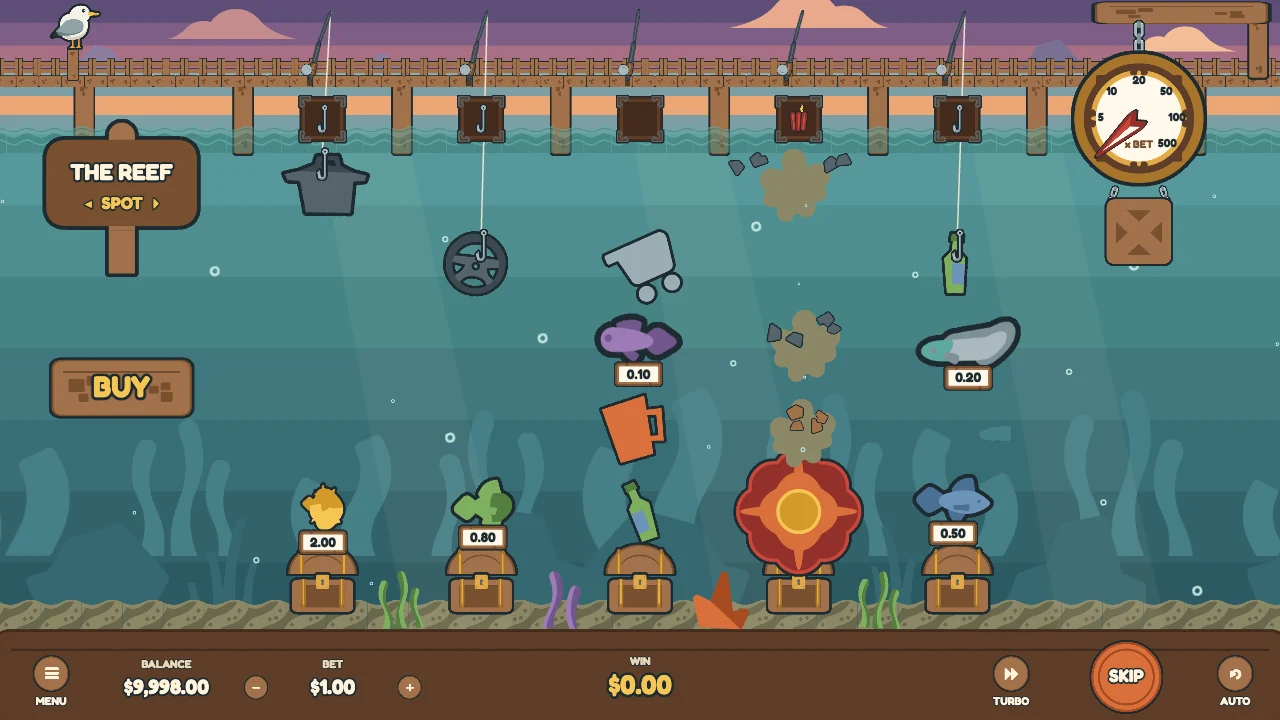 THE REEF
SPOT
BUY
5
10
20
50
100
500
x BET
0.10
0.20
2.00
0.80
0.50
MENU
BALANCE
$9,998.00
BET
$1.00
WIN
$0.00
TURBO
SKIP
AUTO